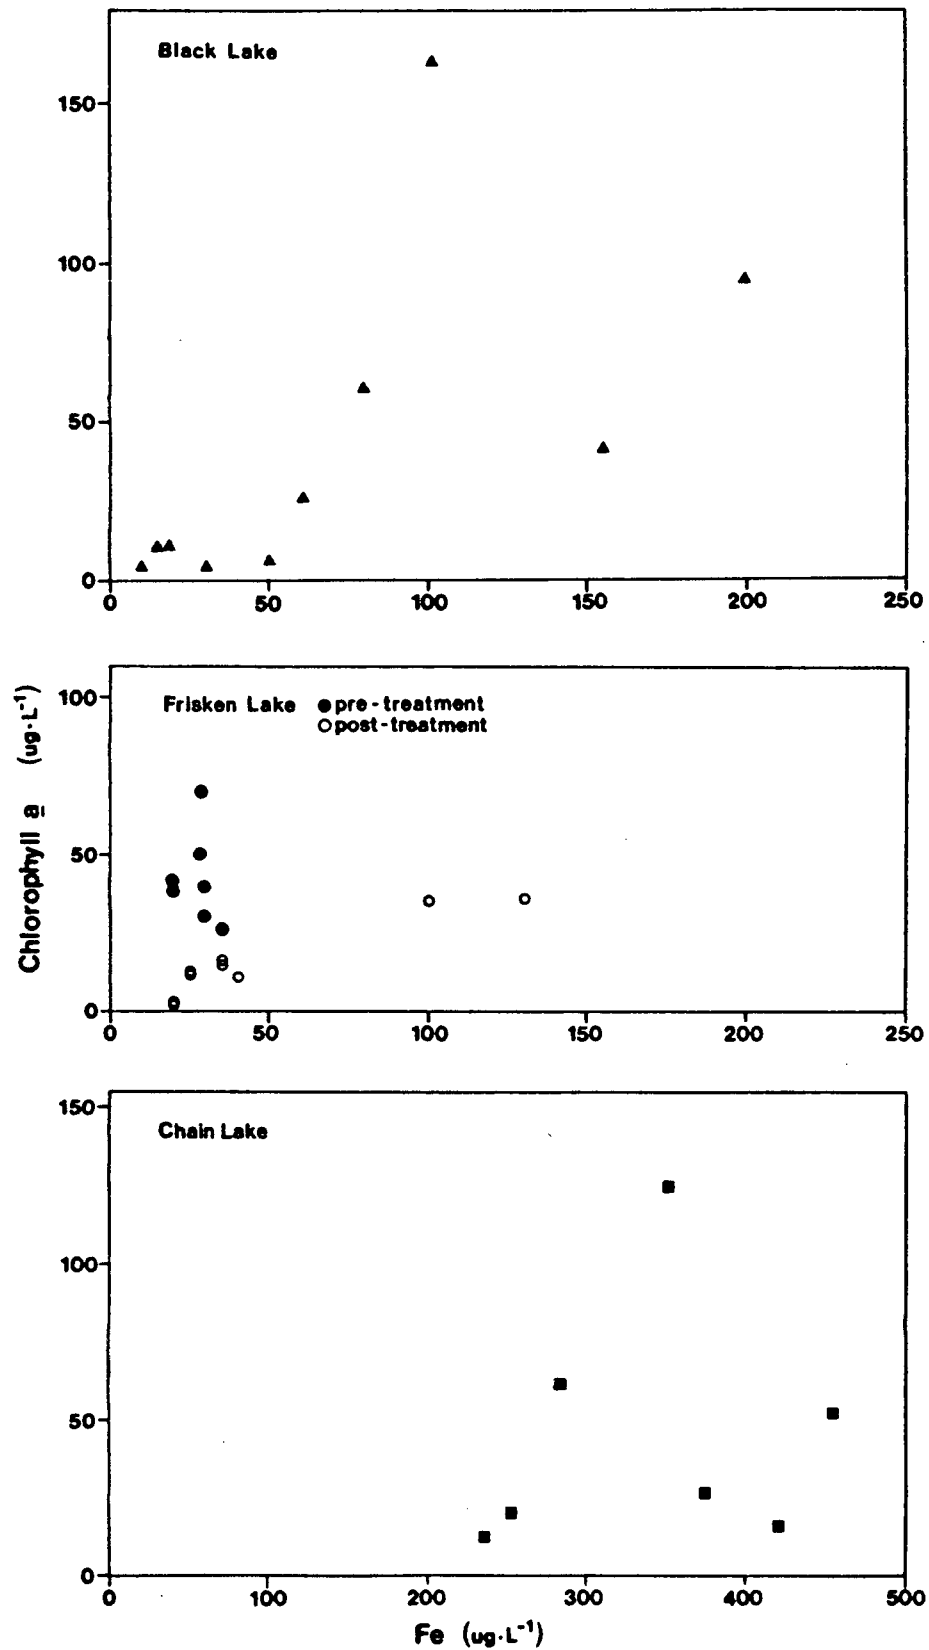 Black Lake
150
100
50
0
0 50 100 150 200 250
Chlorophyll a (ug·L⁻¹)
Frisken Lake ● pre-treatment
○ post-treatment
100
50
0
0 50 100 150 200 250
Chain Lake
150
100
50
0
0 100 200 300 400 500
Fe (ug·L⁻¹)